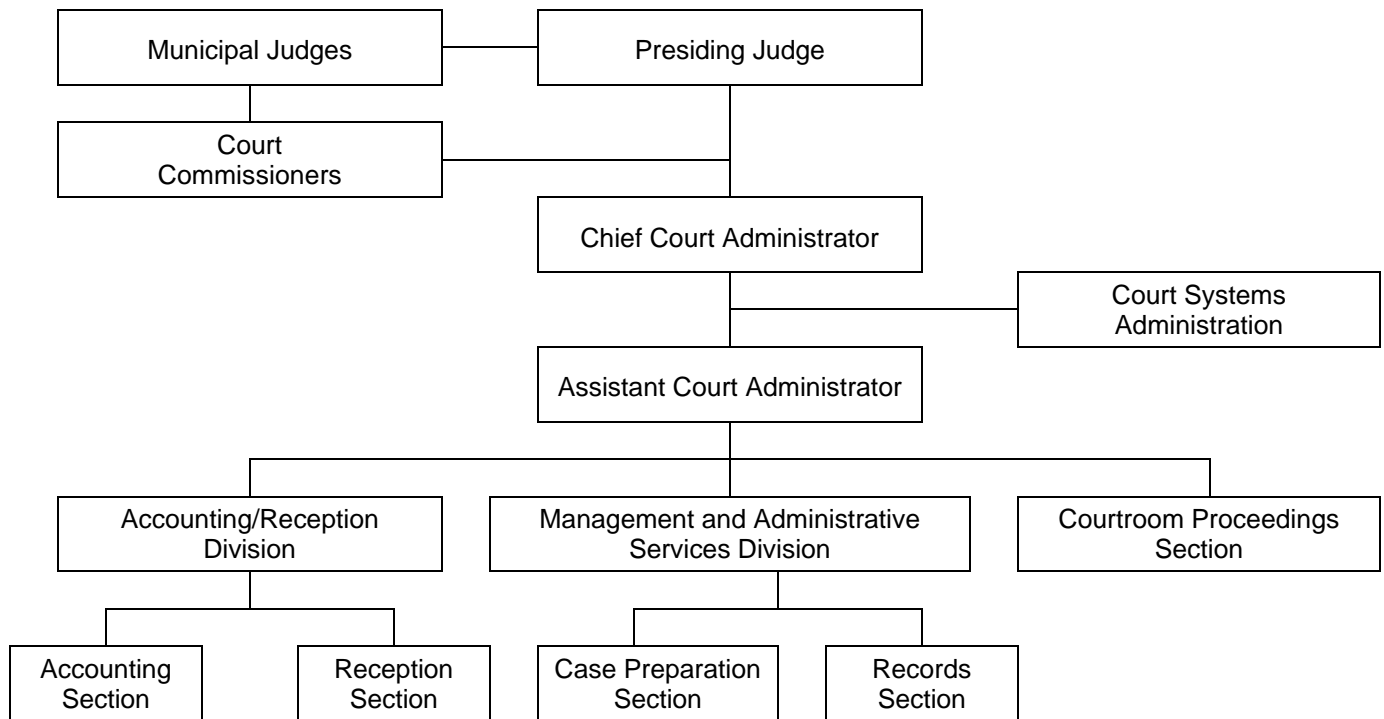 Municipal Judges
Presiding Judge
Court
Commissioners
Chief Court Administrator
Court Systems
Administration
Assistant Court Administrator
Accounting/Reception
Division
Management and Administrative
Services Division
Courtroom Proceedings
Section
Accounting
Section
Reception
Section
Case Preparation
Section
Records
Section